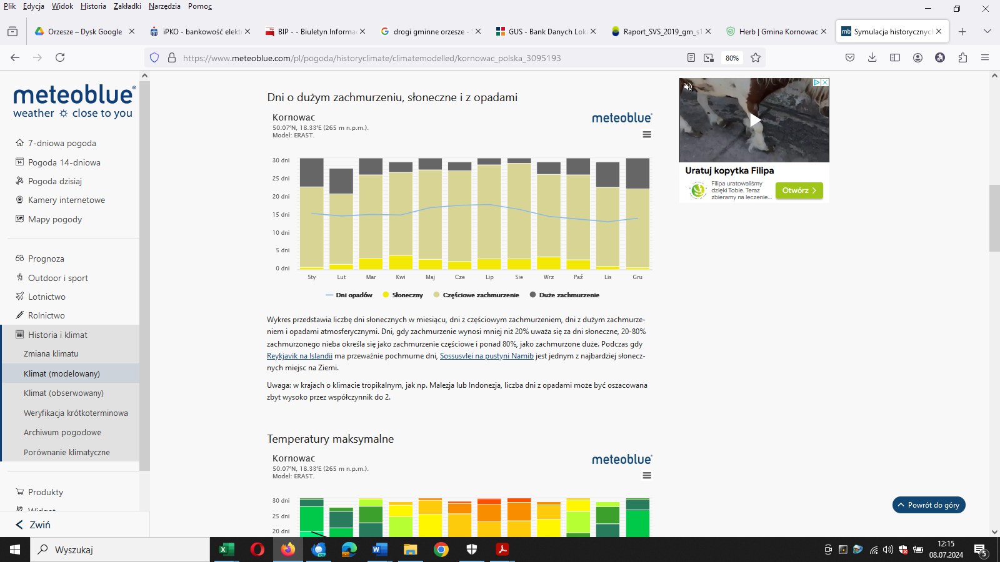 Plik Edycja Widok Historia Zakładki Narzędzia Pomoc
Orzesze – Dysk Google
iPKO - bankowość elektr
BIP - - Biuletyn Informac
drogi gminne orzesze - S
GUS - Bank Danych Loka
Raport_SVS_2019_gm_s1
Herb | Gmina Kornowac
Symulacja historycznych
https://www.meteoblue.com/pl/pogoda/historyclimate/climatemodelled/kornowac_polska_3095193
80%
meteoblue®
weather close to you
7-dniowa pogoda
Pogoda 14-dniowa
Pogoda dzisiaj
Kamery internetowe
Mapy pogody
Prognoza
Outdoor i sport
Lotnictwo
Rolnictwo
Historia i klimat
Zmiana klimatu
Klimat (modelowany)
Klimat (obserwowany)
Weryfikacja krótkoterminowa
Archiwum pogodowe
Porównanie klimatyczne
Produkty
Widget
Zwiń
Dni o dużym zachmurzeniu, słoneczne i z opadami
Kornowac
50.07°N, 18.33°E (265 m n.p.m.).
Model: ERA5T.
meteoblue®
30 dni
25 dni
20 dni
15 dni
10 dni
5 dni
0 dni
Sty Lut Mar Kwi Maj Cze Lip Sie Wrz Paź Lis Gru
Dni opadów Słoneczny Częściowe zachmurzenie Duże zachmurzenie
Wykres przedstawia liczbę dni słonecznych w miesiącu, dni z częściowym zachmurzeniem, dni z dużym zachmurze-
niem i opadami atmosferycznymi. Dni, gdy zachmurzenie wynosi mniej niż 20% uważa się za dni słoneczne, 20-80%
zachmurzonego nieba określa się jako zachmurzenie częściowe i ponad 80%, jako zachmurzone duże. Podczas gdy
Reykjavik na Islandii ma przeważnie pochmurne dni, Sossusvlei na pustyni Namib jest jednym z najbardziej słonecz-
nych miejsc na Ziemi.
Uwaga: w krajach o klimacie tropikalnym, jak np. Malezja lub Indonezja, liczba dni z opadami może być oszacowana
zbyt wysoko przez współczynnik do 2.
Temperatury maksymalne
Kornowac
50.07°N, 18.33°E (265 m n.p.m.).
Model: ERA5T.
meteoblue®
30 dni
25 dni
20 dni
Uratuj kopytka Filipa
Filipa uratowaliśmy
dzięki Tobie. Teraz
zbieramy na leczenie...
Otwórz
Powrót do góry
Wyszukaj
12:15
08.07.2024
5